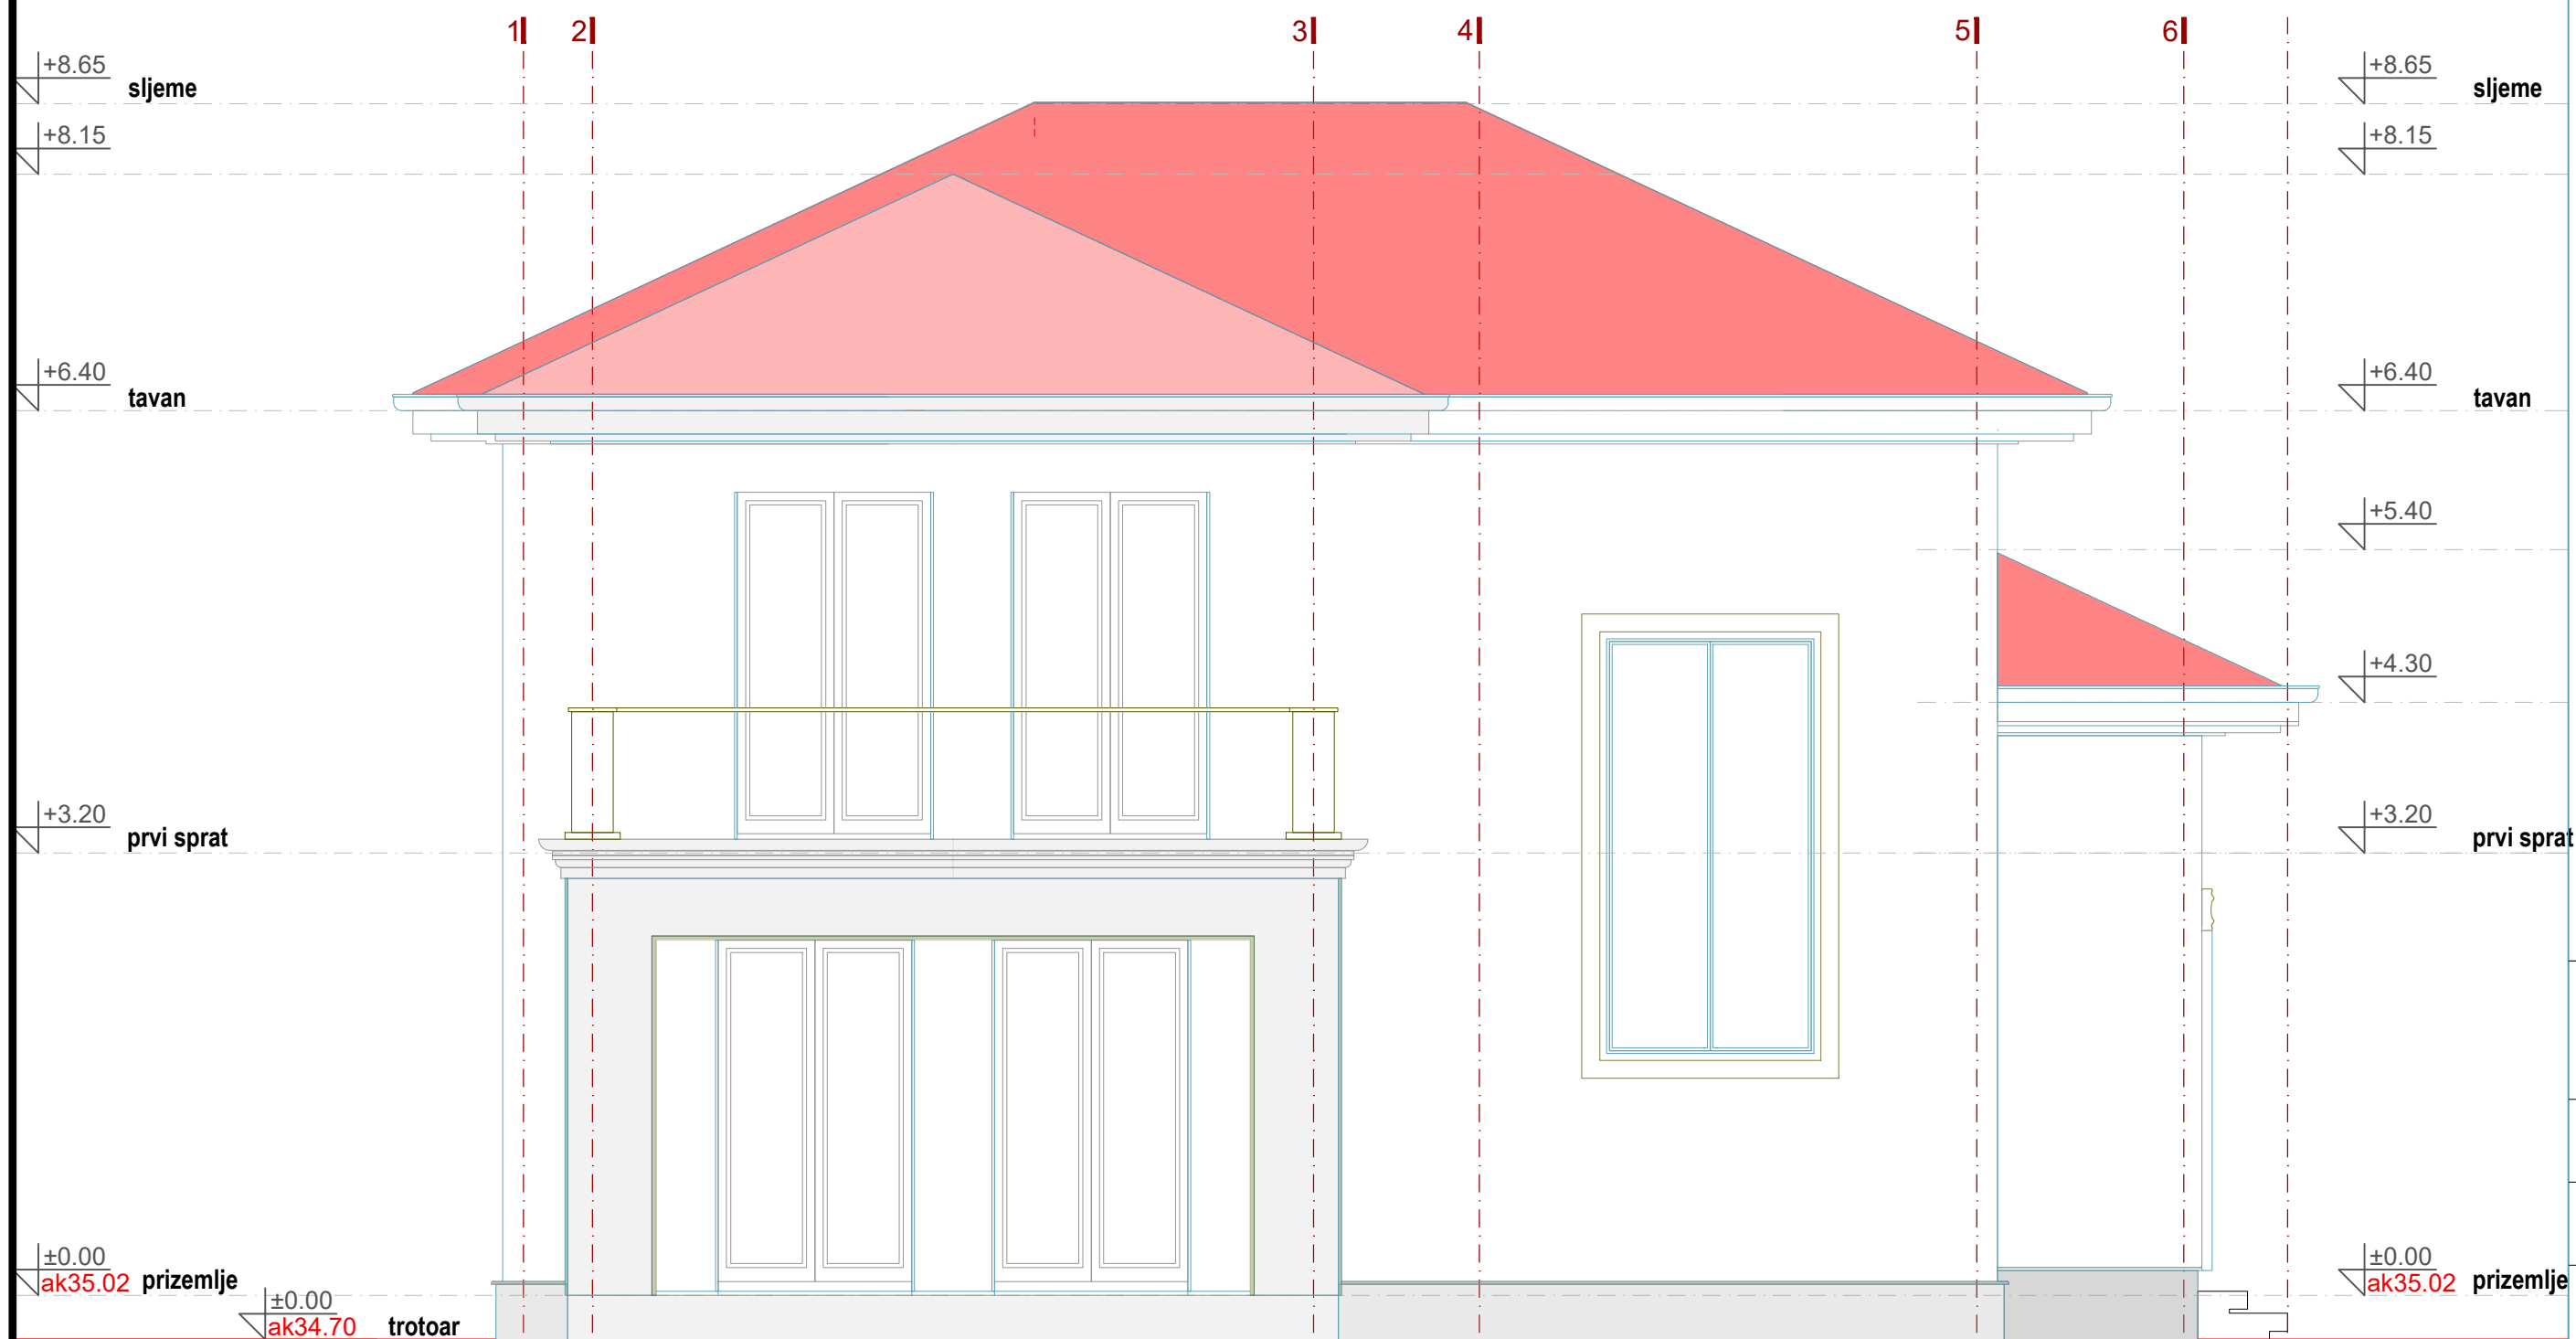 1 2 3 4 5 6
+8.65 +8.65
sljeme sljeme
+8.15 +8.15
+6.40 +6.40
tavan tavan
+5.40
+4.30
+3.20 +3.20
prvi sprat prvi sprat
±0.00 ±0.00
ak35.02 prizemlje ak35.02 prizemlje
±0.00
ak34.70 trotoar